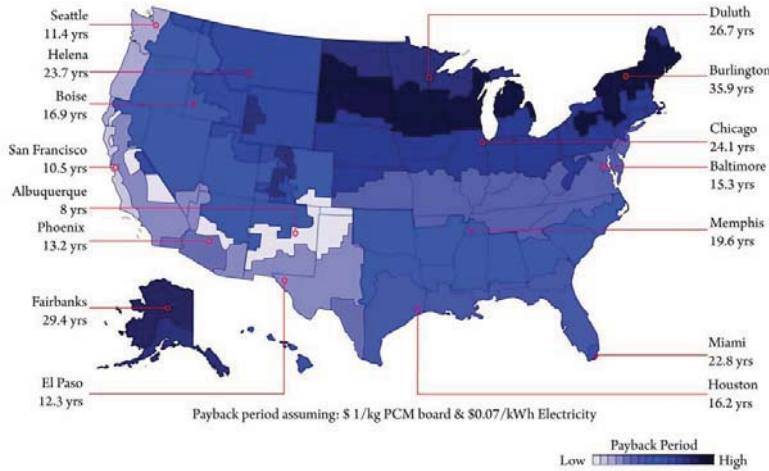 Seattle
11.4 yrs
Helena
23.7 yrs
Boise
16.9 yrs
San Francisco
10.5 yrs
Albuquerque
8 yrs
Phoenix
13.2 yrs
Fairbanks
29.4 yrs
El Paso
12.3 yrs
Duluth
26.7 yrs
Burlington
35.9 yrs
Chicago
24.1 yrs
Baltimore
15.3 yrs
Memphis
19.6 yrs
Miami
22.8 yrs
Houston
16.2 yrs
Payback period assuming: $ 1/kg PCM board & $0.07/kWh Electricity
Payback Period
Low High